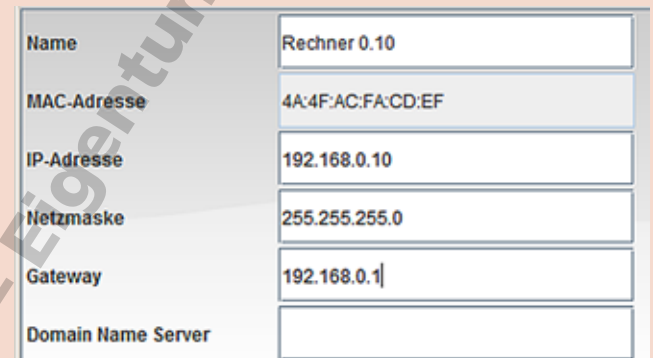 Eigentum
Name Rechner 0.10
MAC-Adresse 4A:4F:AC:FA:CD:EF
IP-Adresse 192.168.0.10
Netzmaske 255.255.255.0
Gateway 192.168.0.1
Domain Name Server